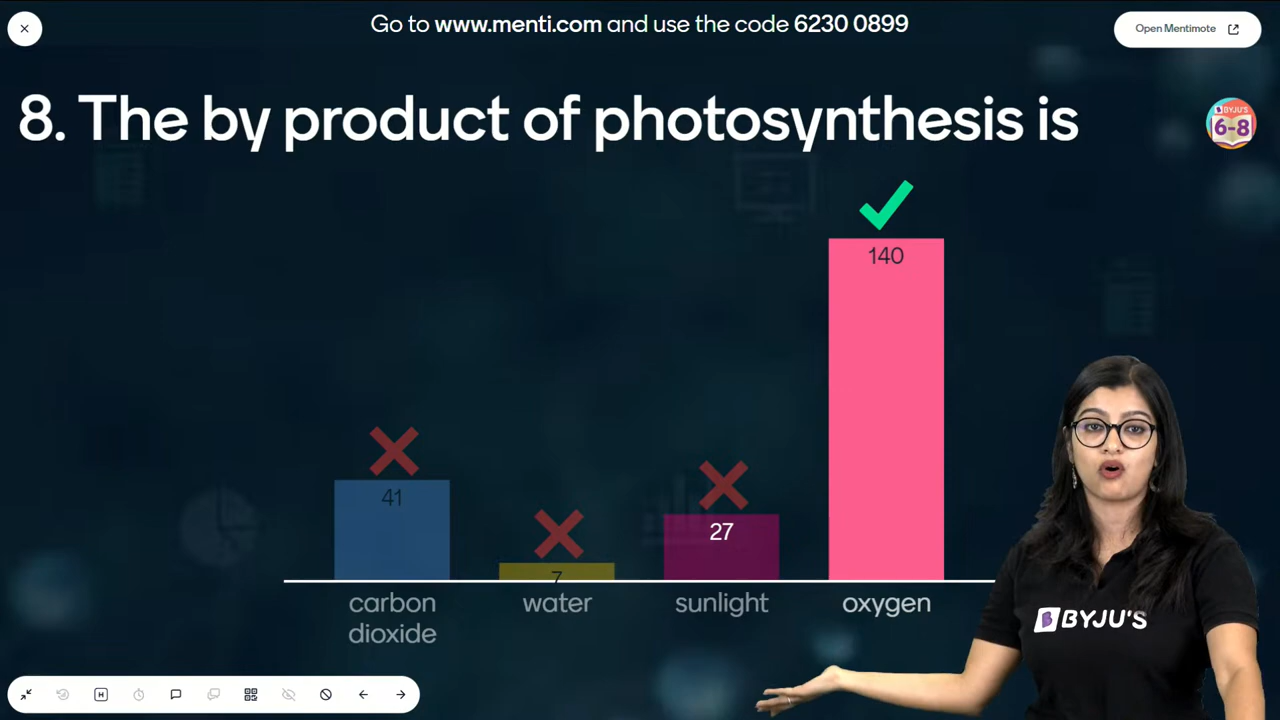 Go to www.menti.com and use the code 6230 0899
Open Mentimote
8. The by product of photosynthesis is
BYJU'S
6-8
140
41
7
27
carbon
dioxide
water
sunlight
oxygen
BYJU'S
H